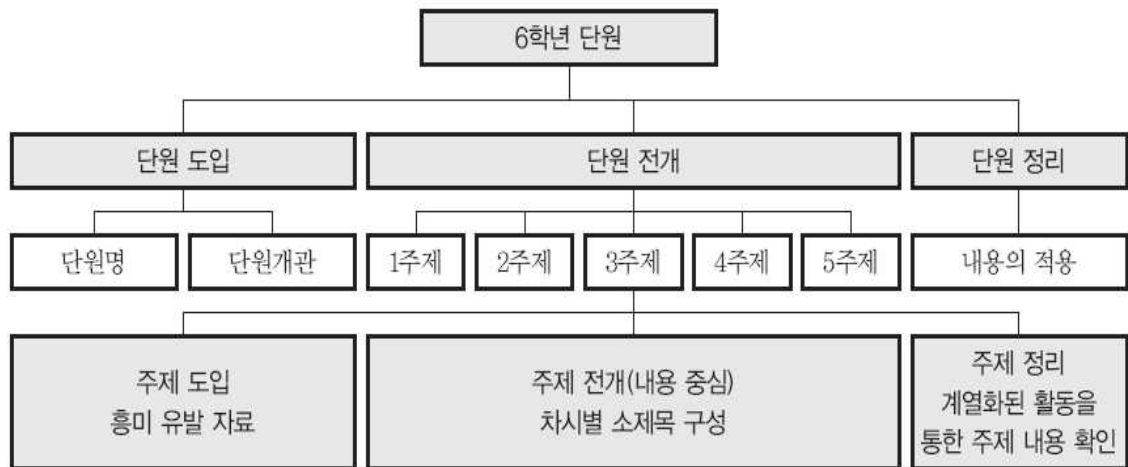 6학년 단원
단원 도입
단원 전개
단원 정리
단원명
단원개관
1주제
2주제
3주제
4주제
5주제
내용의 적용
주제 도입
흥미 유발 자료
주제 전개(내용 중심)
차시별 소제목 구성
주제 정리
계열화된 활동을
통한 주제 내용 확인